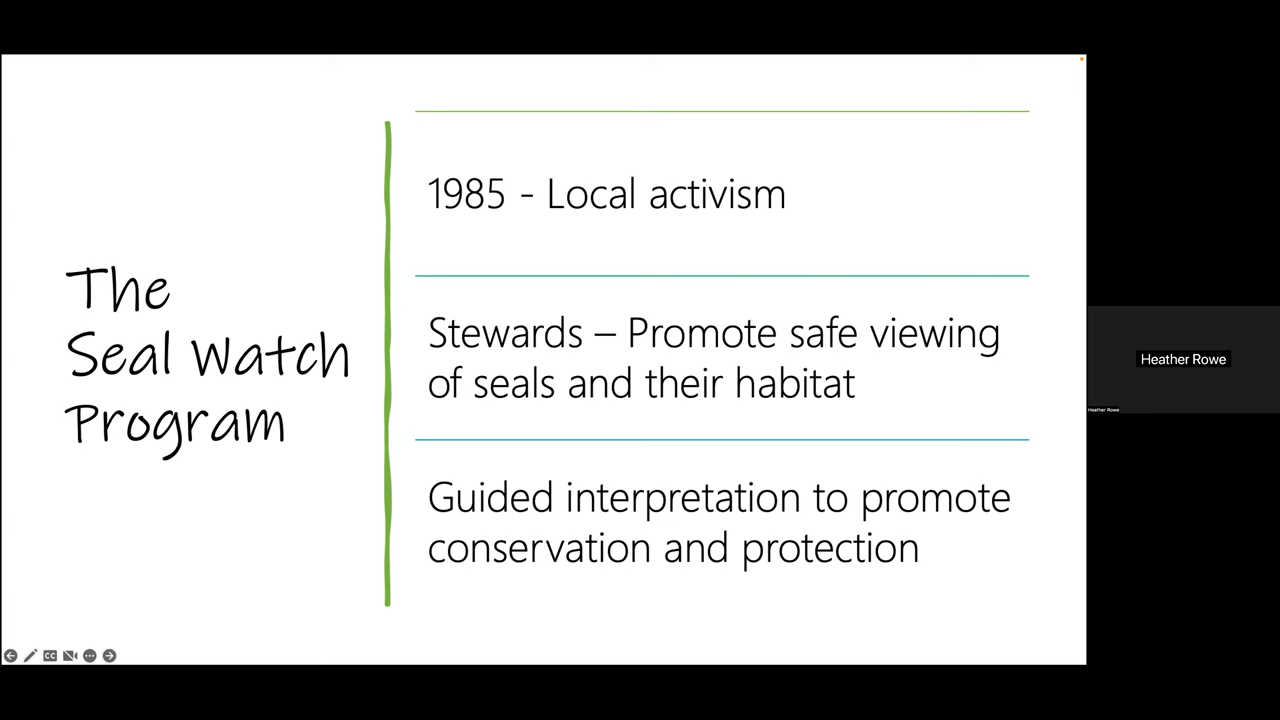 The
Seal Watch
Program
1985 - Local activism
Stewards – Promote safe viewing
of seals and their habitat
Guided interpretation to promote
conservation and protection
Heather Rowe
Heather Rowe
CC